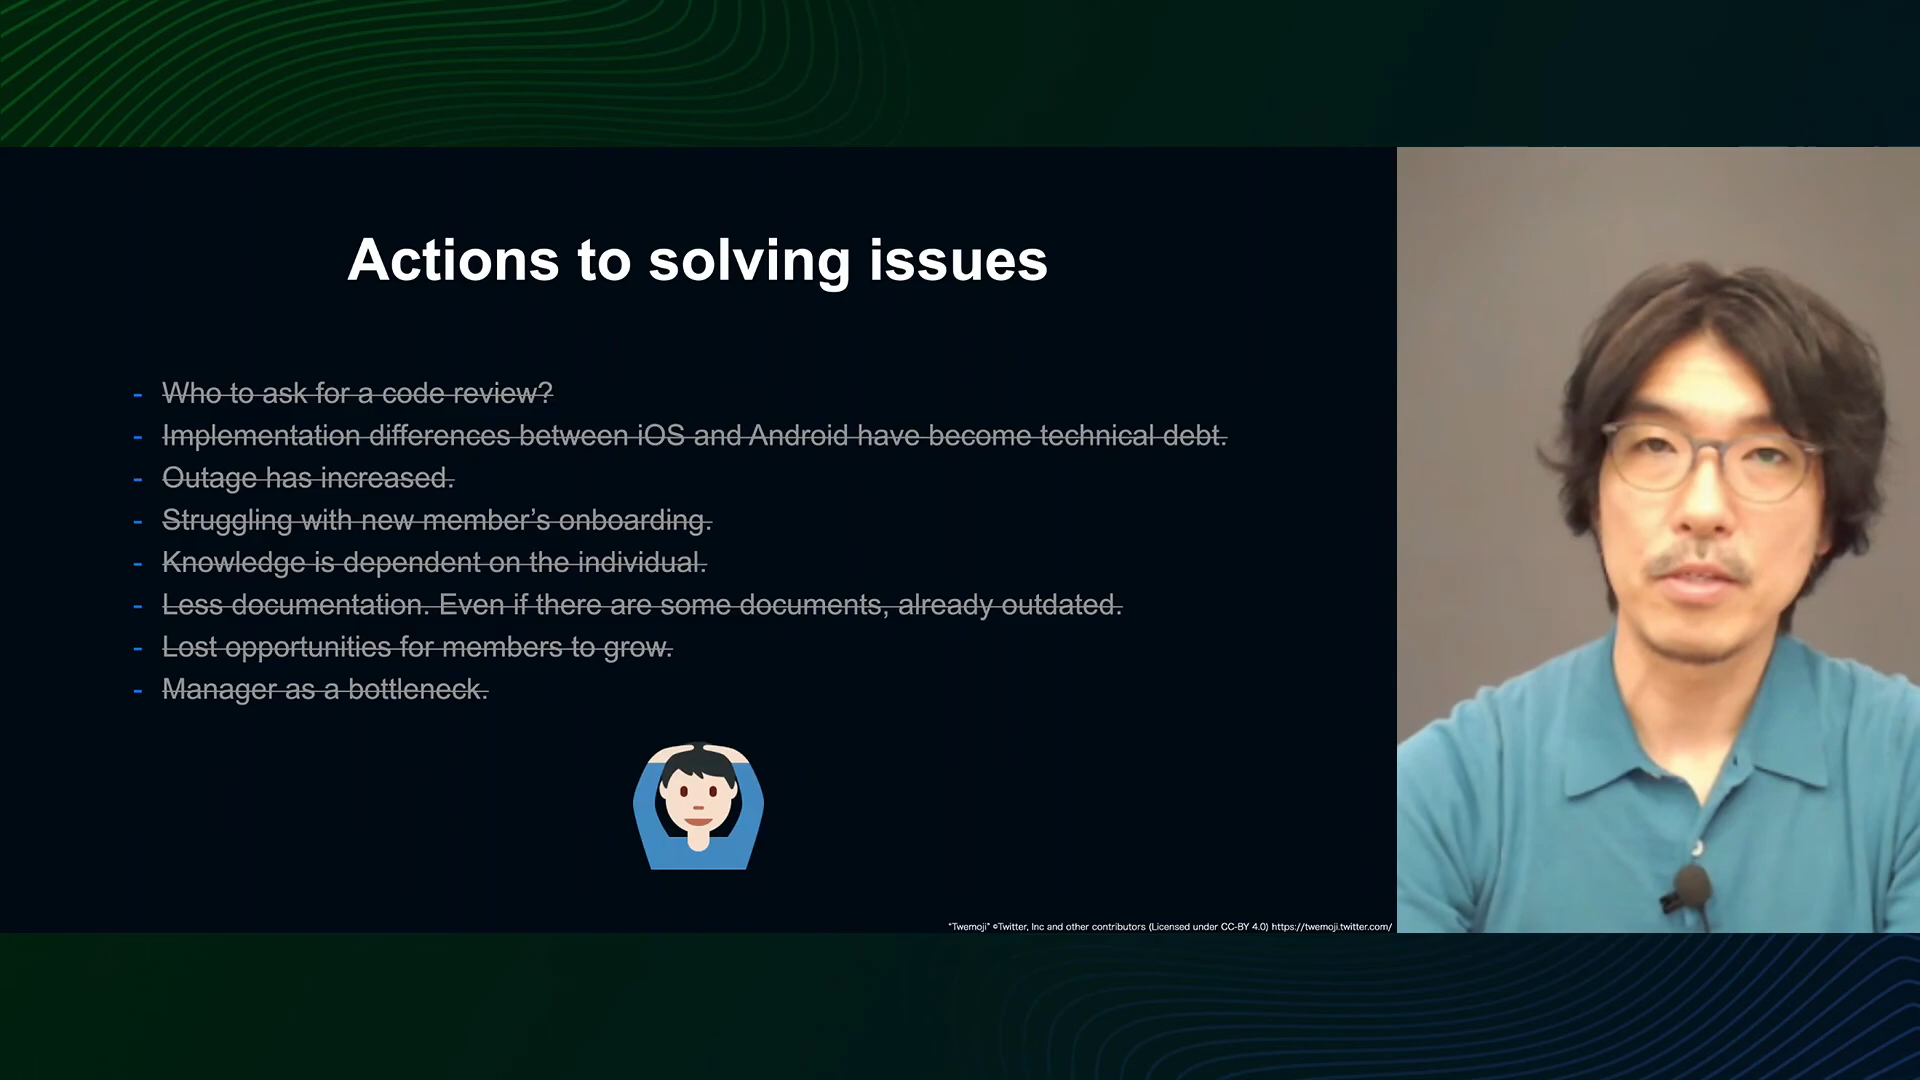 Actions to solving issues
- Who to ask for a code review?
- Implementation differences between iOS and Android have become technical debt.
- Outage has increased.
- Struggling with new member’s onboarding.
- Knowledge is dependent on the individual.
- Less documentation. Even if there are some documents, already outdated.
- Lost opportunities for members to grow.
- Manager as a bottleneck.
"Twemoji" ©Twitter, Inc and other contributors (Licensed under CC-BY 4.0) https://twemoji.twitter.com/